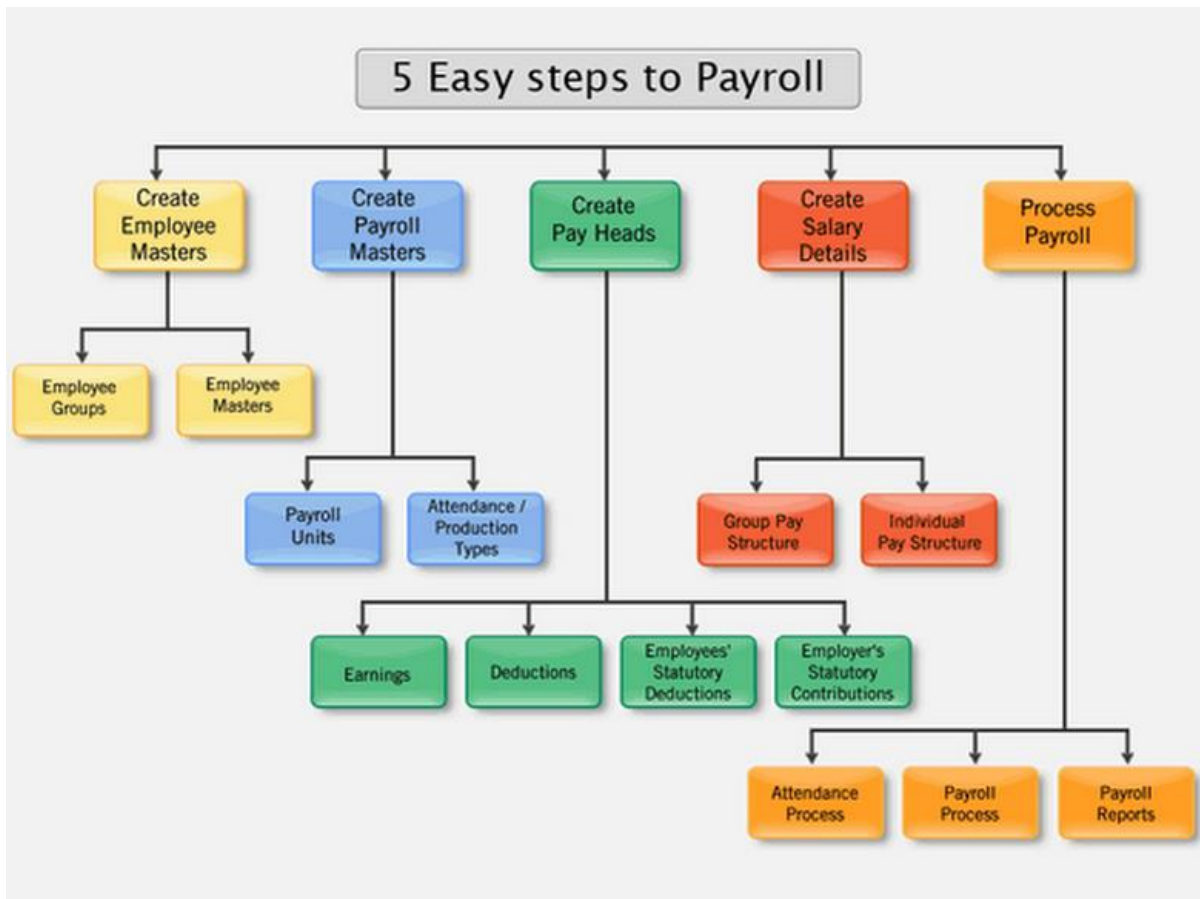 5 Easy steps to Payroll
Create
Employee
Masters
Create
Payroll
Masters
Create
Pay Heads
Create
Salary
Details
Process
Payroll
Employee
Groups
Employee
Masters
Payroll
Units
Attendance /
Production
Types
Group Pay
Structure
Individual
Pay Structure
Earnings
Deductions
Employees'
Statutory
Deductions
Employer's
Statutory
Contributions
Attendance
Process
Payroll
Process
Payroll
Reports